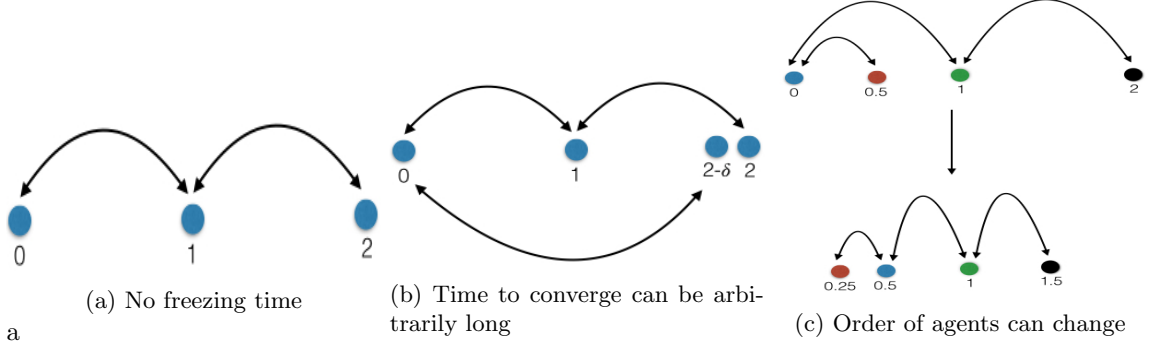 0
0.5
1
2
0
1
2-δ
2
0
1
2
0.25
0.5
1
1.5
(a) No freezing time
(b) Time to converge can be arbi-
trarily long
(c) Order of agents can change
a